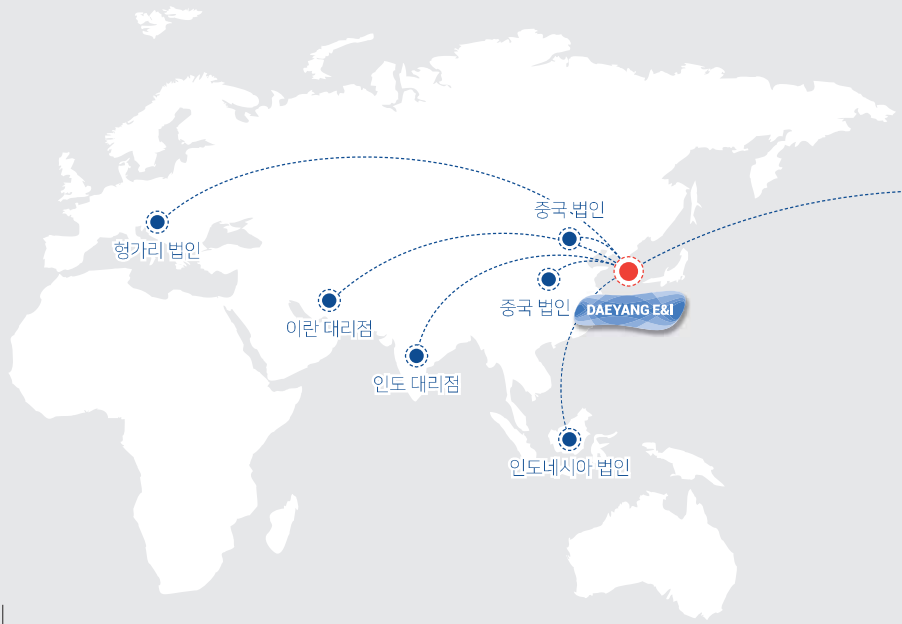 중국 법인
헝가리 법인
중국 법인
DAEYANG E&I
이란 대리점
인도 대리점
인도네시아 법인